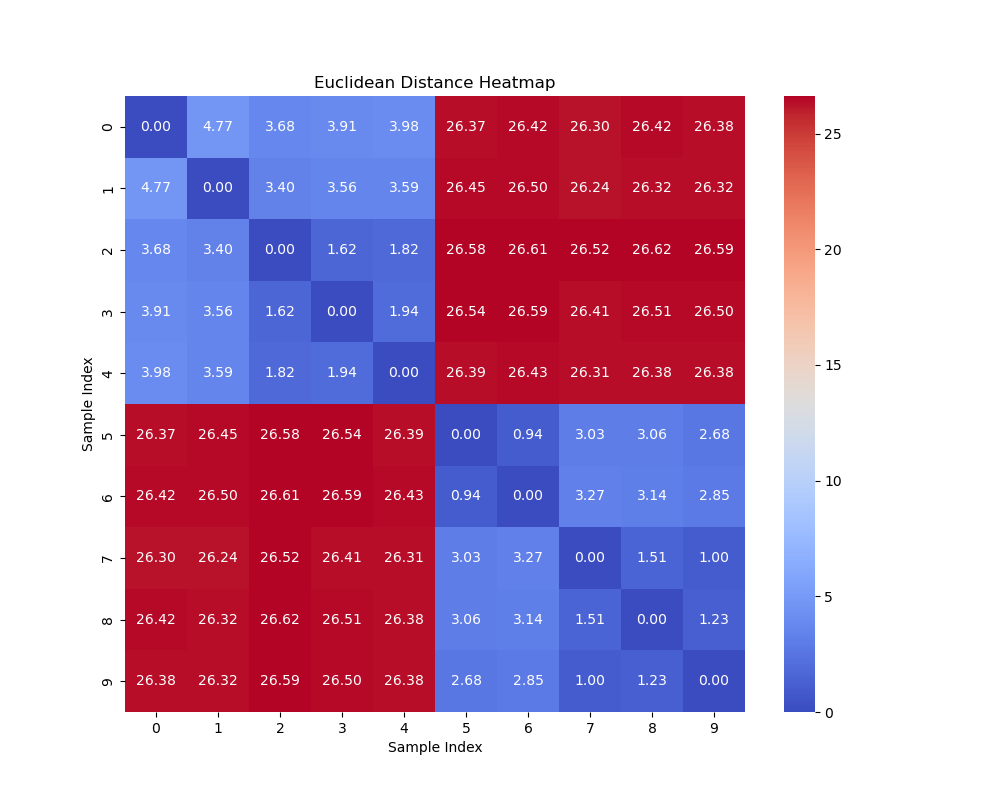 Euclidean Distance Heatmap
0 0.00 4.77 3.68 3.91 3.98 26.37 26.42 26.30 26.42 26.38
1 4.77 0.00 3.40 3.56 3.59 26.45 26.50 26.24 26.32 26.32
2 3.68 3.40 0.00 1.62 1.82 26.58 26.61 26.52 26.62 26.59
3 3.91 3.56 1.62 0.00 1.94 26.54 26.59 26.41 26.51 26.50
4 3.98 3.59 1.82 1.94 0.00 26.39 26.43 26.31 26.38 26.38
5 26.37 26.45 26.58 26.54 26.39 0.00 0.94 3.03 3.06 2.68
6 26.42 26.50 26.61 26.59 26.43 0.94 0.00 3.27 3.14 2.85
7 26.30 26.24 26.52 26.41 26.31 3.03 3.27 0.00 1.51 1.00
8 26.42 26.32 26.62 26.51 26.38 3.06 3.14 1.51 0.00 1.23
9 26.38 26.32 26.59 26.50 26.38 2.68 2.85 1.00 1.23 0.00
0 1 2 3 4 5 6 7 8 9
Sample Index
Sample Index
25
20
15
10
5
0